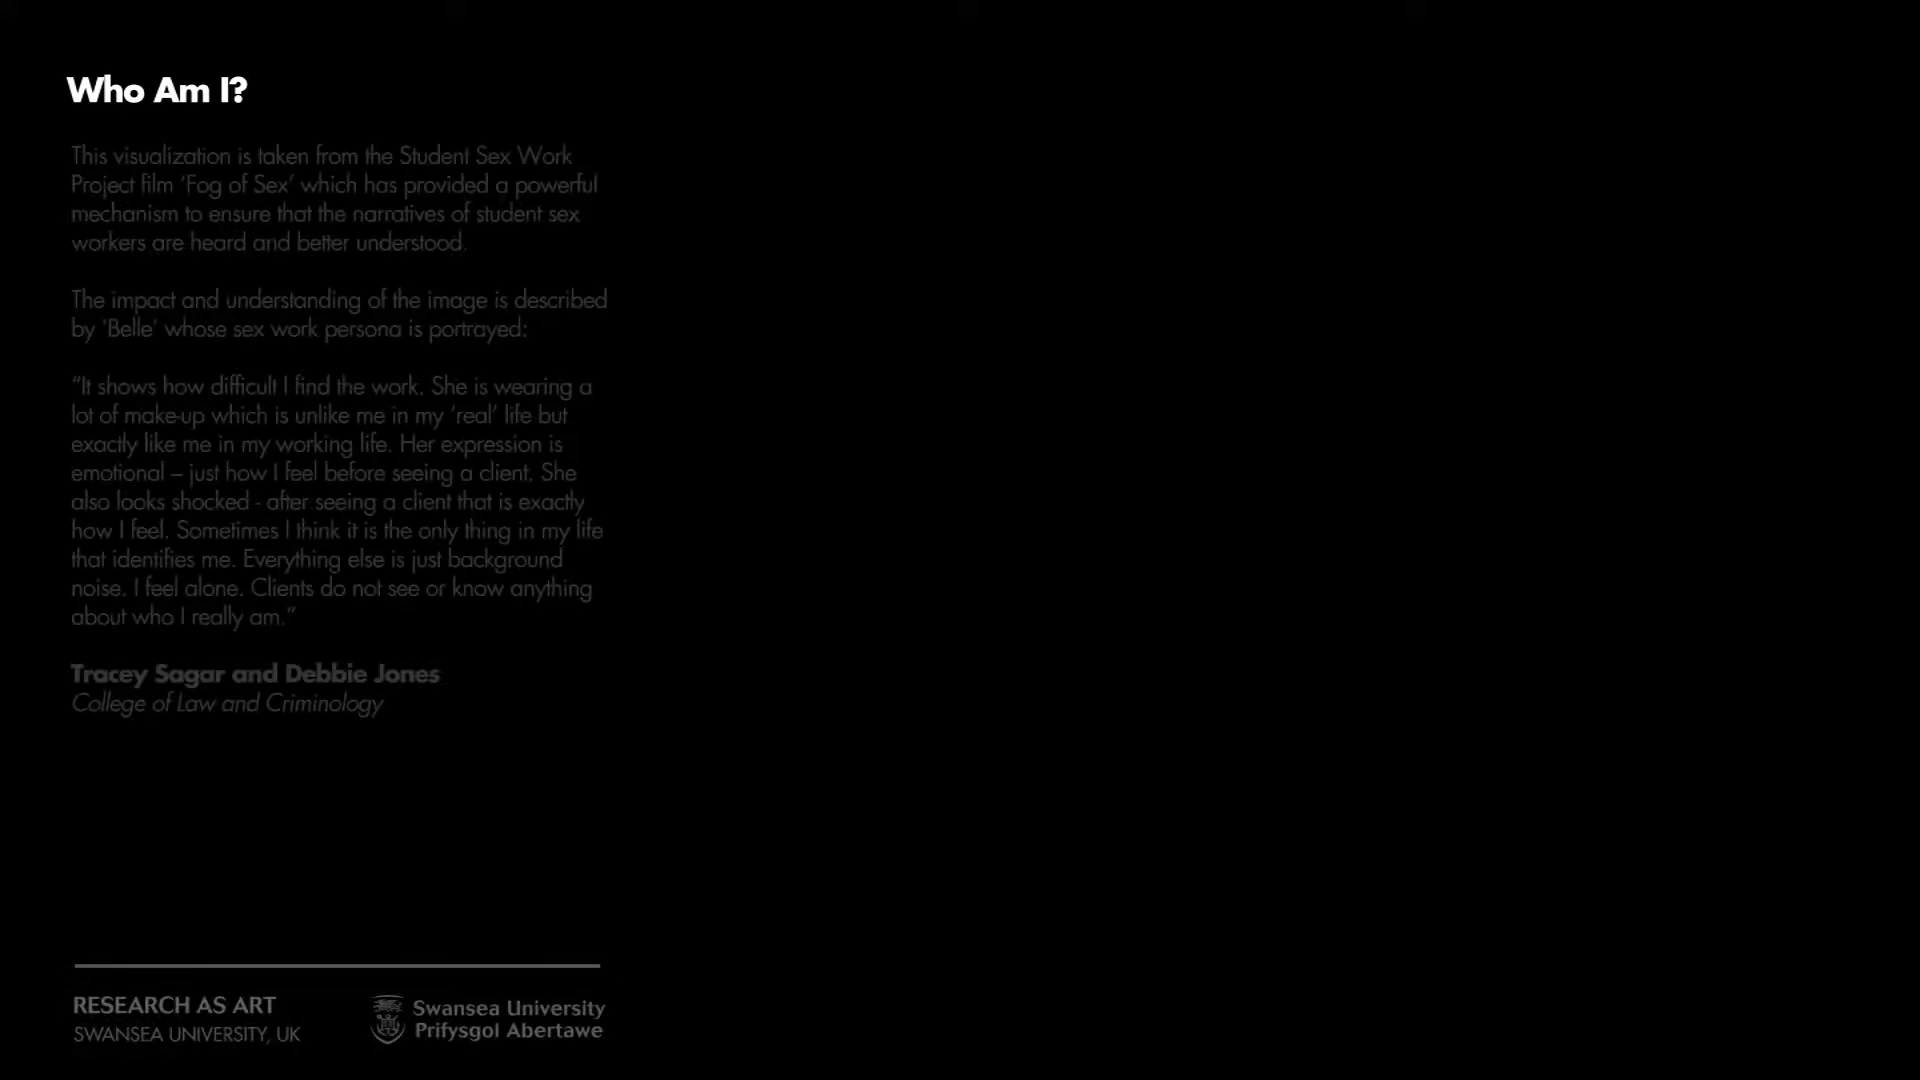 Who Am I?
This visualization is taken from the Student Sex Work
Project film ‘Fog of Sex’ which has provided a powerful
mechanism to ensure that the narratives of student sex
workers are heard and better understood.
The impact and understanding of the image is described
by ‘Belle’ whose sex work persona is portrayed:
“It shows how difficult I find the work. She is wearing a
lot of make-up which is unlike me in my ‘real’ life but
exactly like me in my working life. Her expression is
emotional – just how I feel before seeing a client. She
also looks shocked - after seeing a client that is exactly
how I feel. Sometimes I think it is the only thing in my life
that identifies me. Everything else is just background
noise. I feel alone. Clients do not see or know anything
about who I really am.”
Tracey Sagar and Debbie Jones
College of Law and Criminology
RESEARCH AS ART
SWANSEA UNIVERSITY, UK
Swansea University
Prifysgol Abertawe